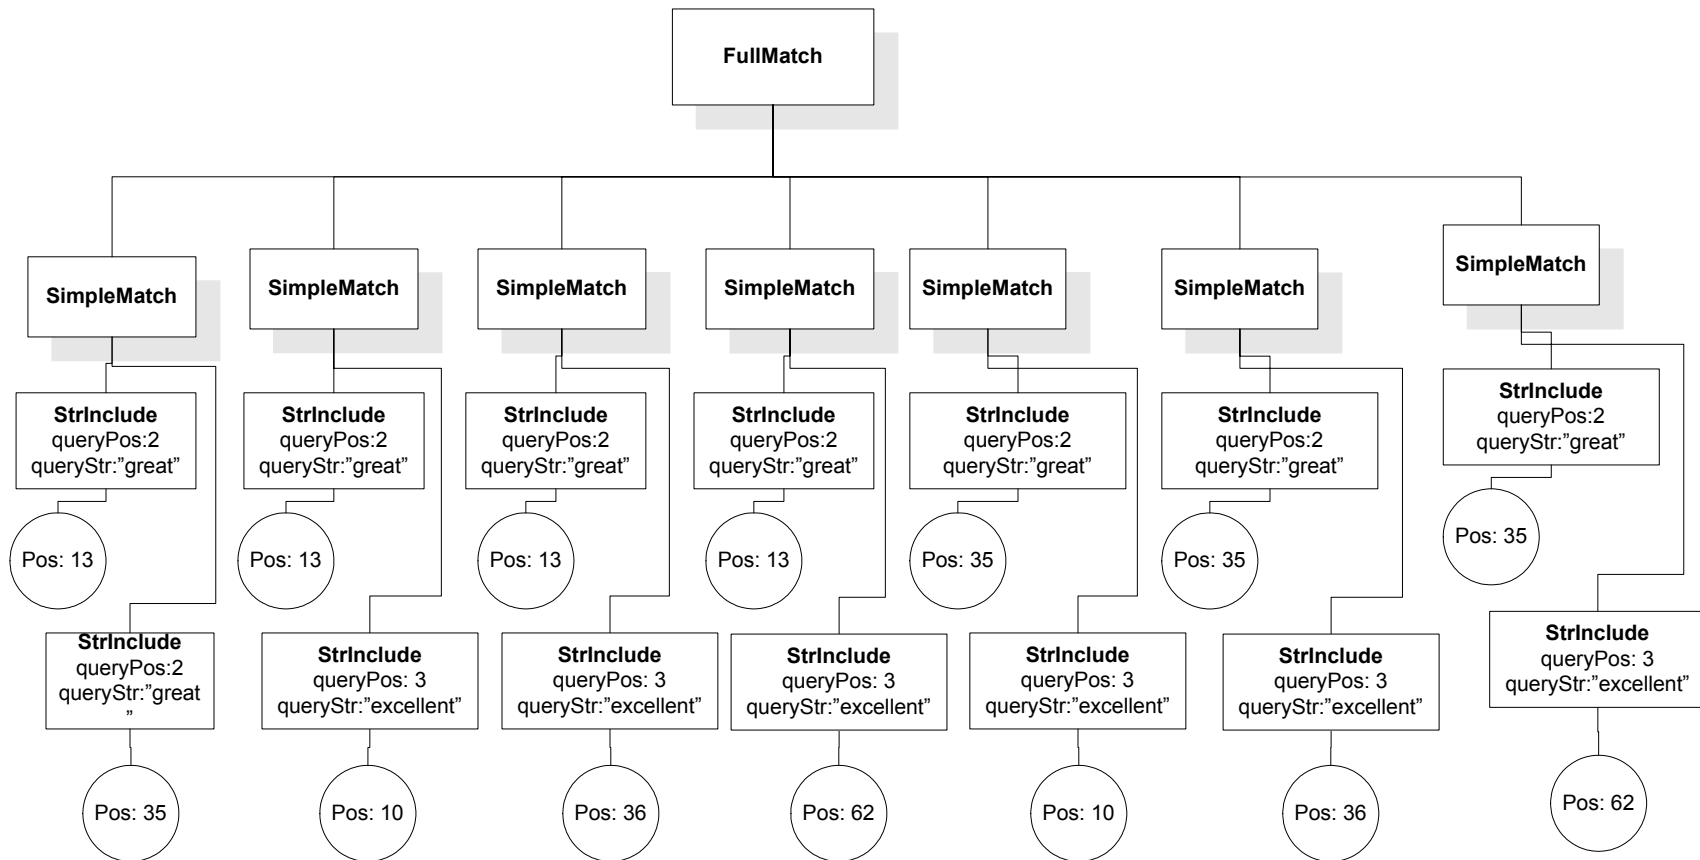 FullMatch
SimpleMatch
SimpleMatch
SimpleMatch
SimpleMatch
SimpleMatch
SimpleMatch
SimpleMatch
StrInclude
queryPos:2
queryStr:”great”
StrInclude
queryPos:2
queryStr:”great”
StrInclude
queryPos:2
queryStr:”great”
StrInclude
queryPos:2
queryStr:”great”
StrInclude
queryPos:2
queryStr:”great”
StrInclude
queryPos:2
queryStr:”great”
StrInclude
queryPos:2
queryStr:”great”
Pos: 13
Pos: 13
Pos: 13
Pos: 13
Pos: 35
Pos: 35
Pos: 35
StrInclude
queryPos:2
queryStr:”great
”
StrInclude
queryPos: 3
queryStr:”excellent”
StrInclude
queryPos: 3
queryStr:”excellent”
StrInclude
queryPos: 3
queryStr:”excellent”
StrInclude
queryPos: 3
queryStr:”excellent”
StrInclude
queryPos: 3
queryStr:”excellent”
StrInclude
queryPos: 3
queryStr:”excellent”
Pos: 35
Pos: 10
Pos: 36
Pos: 62
Pos: 10
Pos: 36
Pos: 62